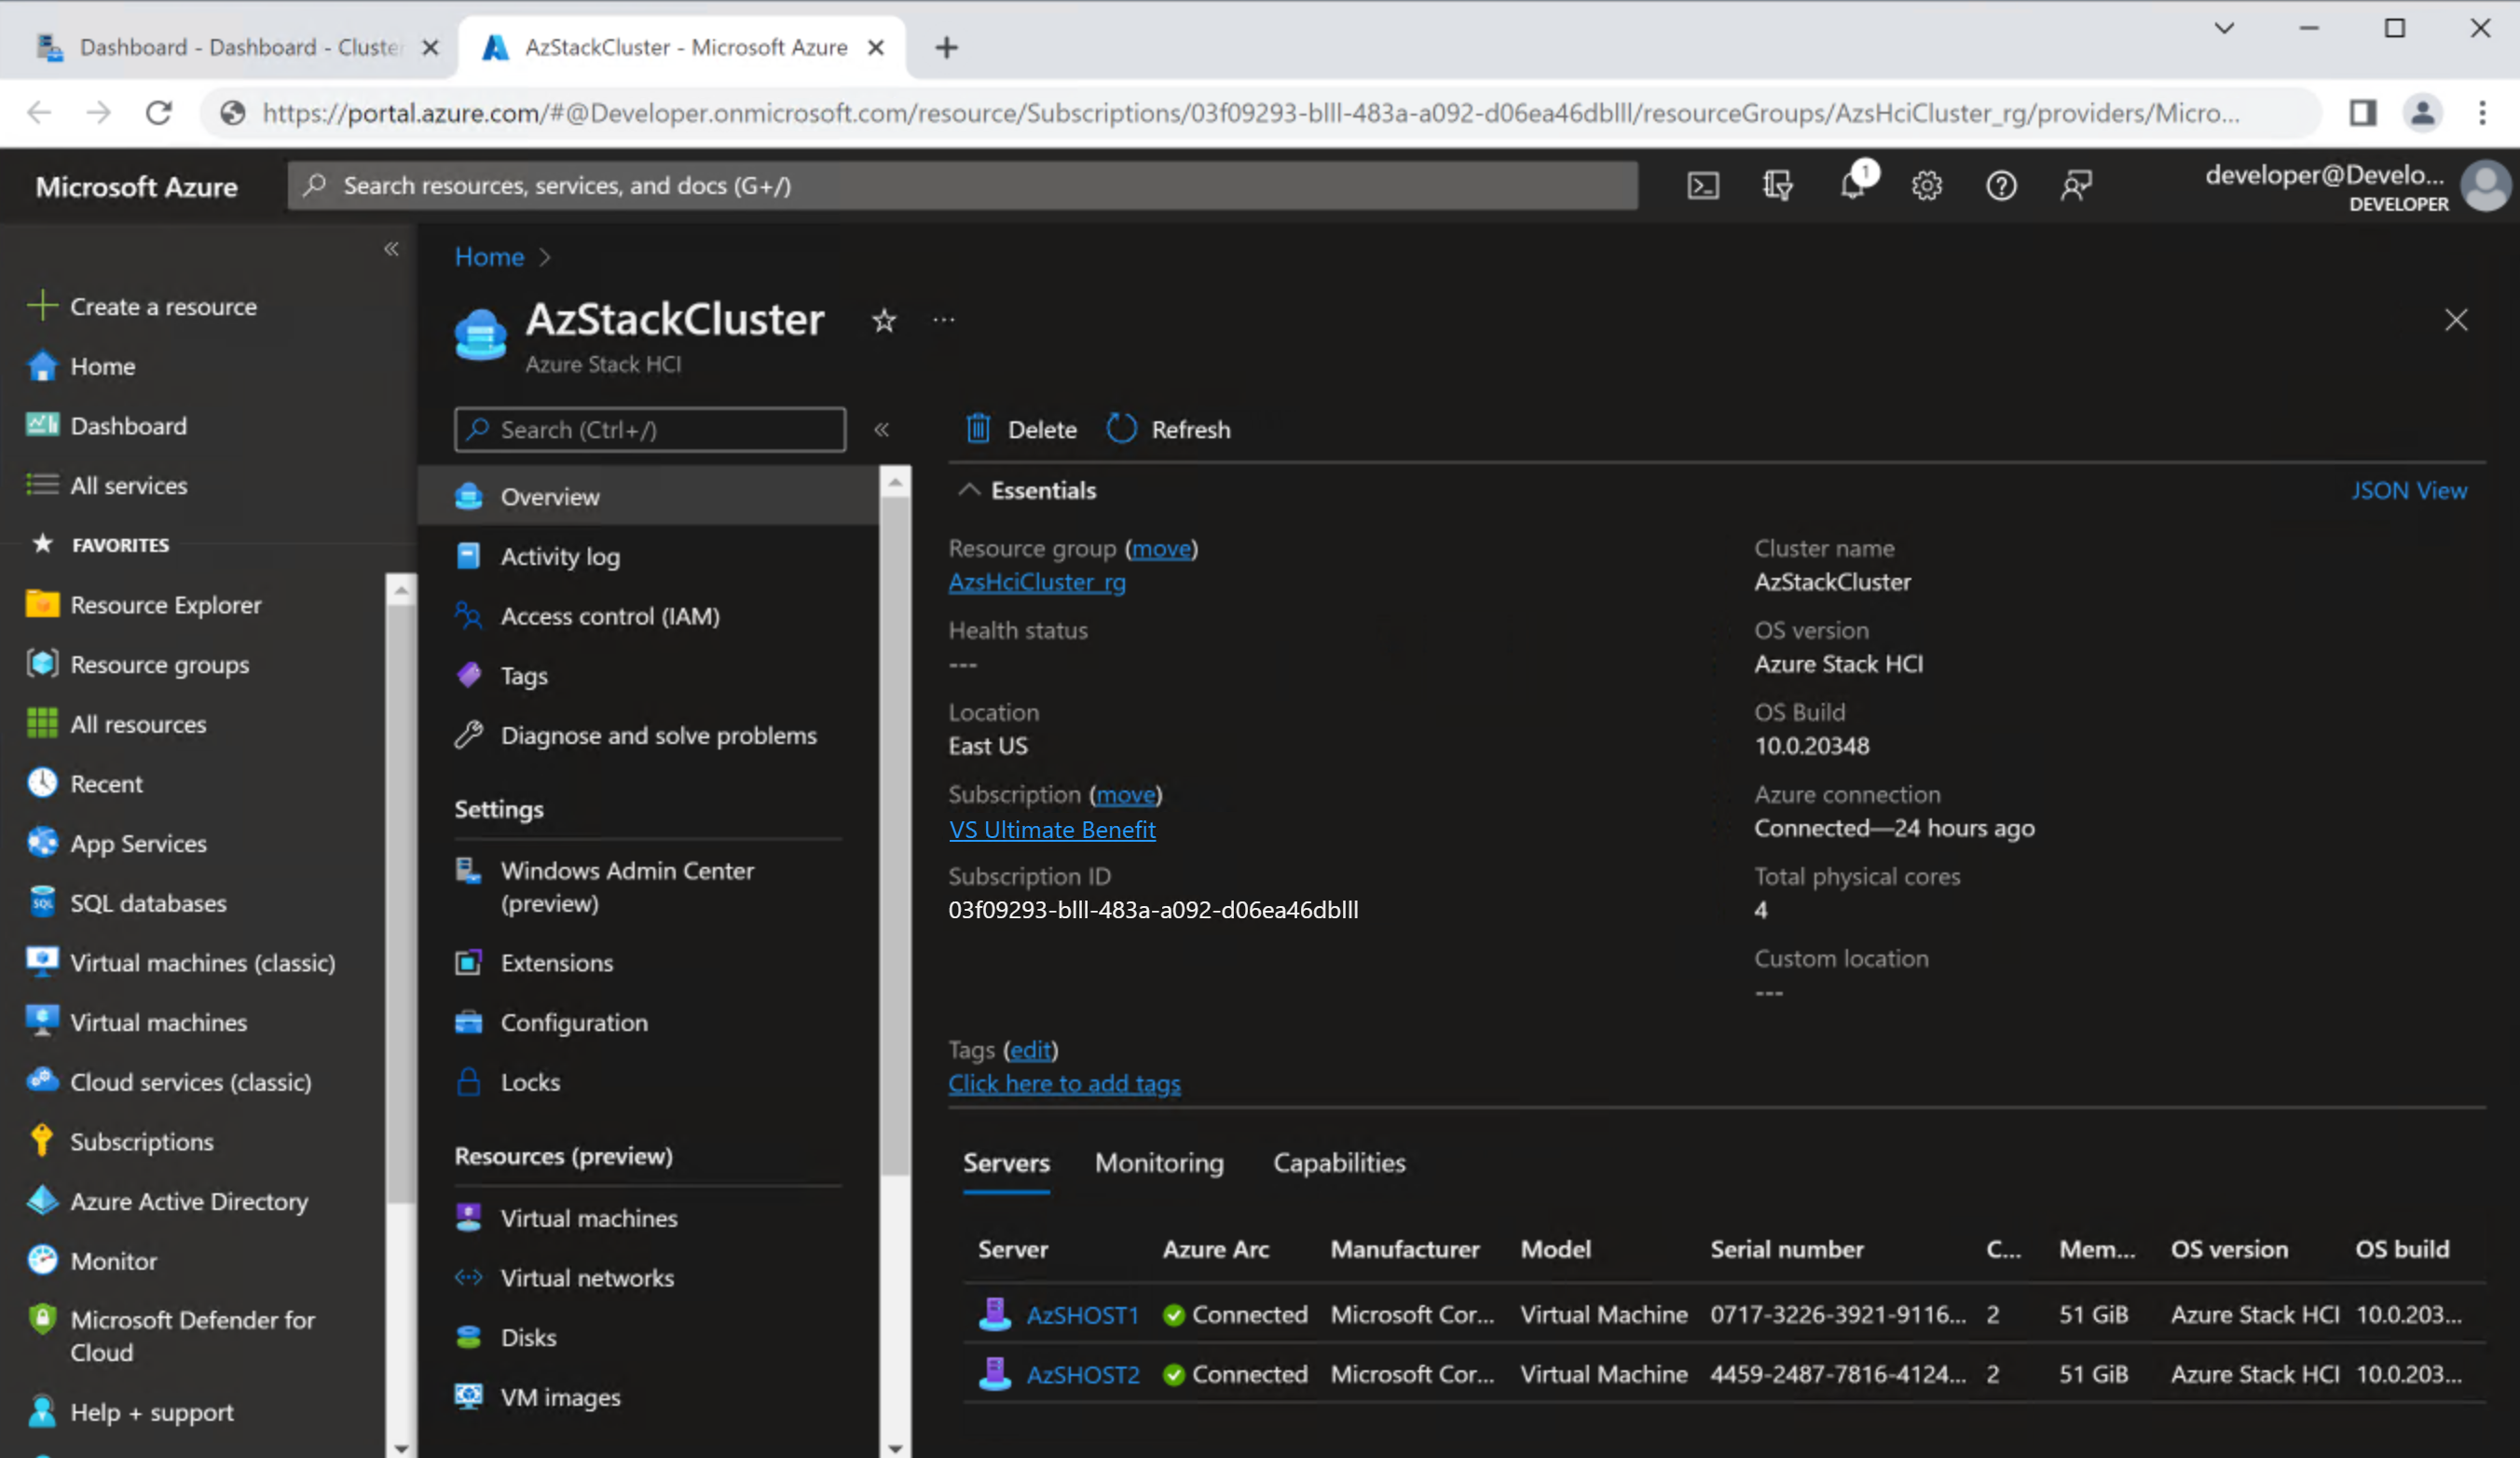 Dashboard - Dashboard - Cluster
AzStackCluster - Microsoft Azure
https://portal.azure.com/#@Developer.onmicrosoft.com/resource/Subscriptions/03f09293-blll-483a-a092-d06ea46dblll/resourceGroups/AzsHciCluster_rg/providers/Micro...
Microsoft Azure
Search resources, services, and docs (G+/)
1
developer@Develo...
DEVELOPER
Create a resource
Home
Dashboard
All services
FAVORITES
Resource Explorer
Resource groups
All resources
Recent
App Services
SQL databases
Virtual machines (classic)
Virtual machines
Cloud services (classic)
Subscriptions
Azure Active Directory
Monitor
Microsoft Defender for
Cloud
Help + support
Home >
AzStackCluster
...
Azure Stack HCI
Search (Ctrl+/)
Overview
Activity log
Access control (IAM)
Tags
Diagnose and solve problems
Settings
Windows Admin Center
(preview)
Extensions
Configuration
Locks
Resources (preview)
Virtual machines
Virtual networks
Disks
VM images
Delete
Refresh
Essentials
JSON View
Resource group (move)
AzsHciCluster_rg
Health status
---
Location
East US
Subscription (move)
VS Ultimate Benefit
Subscription ID
03f09293-blll-483a-a092-d06ea46dblll
Cluster name
AzStackCluster
OS version
Azure Stack HCI
OS Build
10.0.20348
Azure connection
Connected—24 hours ago
Total physical cores
4
Custom location
---
Tags (edit)
Click here to add tags
Servers Monitoring Capabilities
Server Azure Arc Manufacturer Model Serial number C... Mem... OS version OS build
AzSHOST1 Connected Microsoft Cor... Virtual Machine 0717-3226-3921-9116... 2 51 GiB Azure Stack HCI 10.0.203...
AzSHOST2 Connected Microsoft Cor... Virtual Machine 4459-2487-7816-4124... 2 51 GiB Azure Stack HCI 10.0.203...